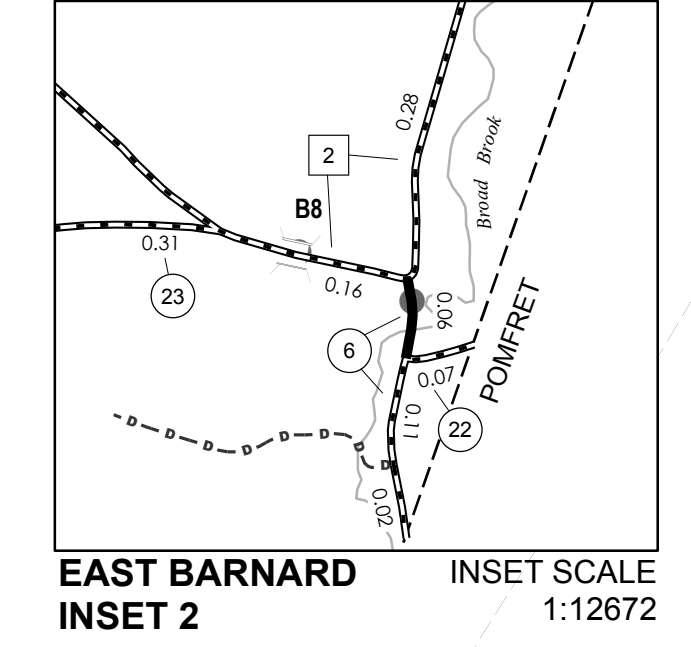 0.28
2
Broad Brook
B8
0.31
0.16
23
0.06
POMFRET
6
0.07
22
0.11
D D D D D D D D
0.02
EAST BARNARD
INSET 2
INSET SCALE
1:12672